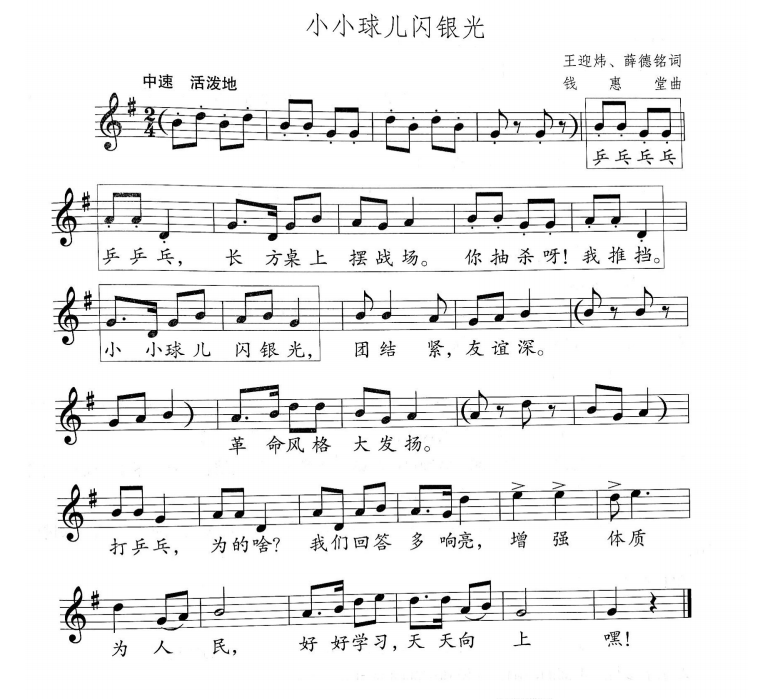 小小球儿闪银光
王迎炜、薛德铭词
钱惠堂曲
中速 活泼地
2
4
乒乓乓乓
乒乒乓，长方桌上摆战场。你抽杀呀！我推挡。
小小球儿闪银光，团结紧，友谊深。
革命风格大发扬。
打乒乓，为的啥？我们回答多响亮，增强体质
为人民，好好学习，天天向上嘿！